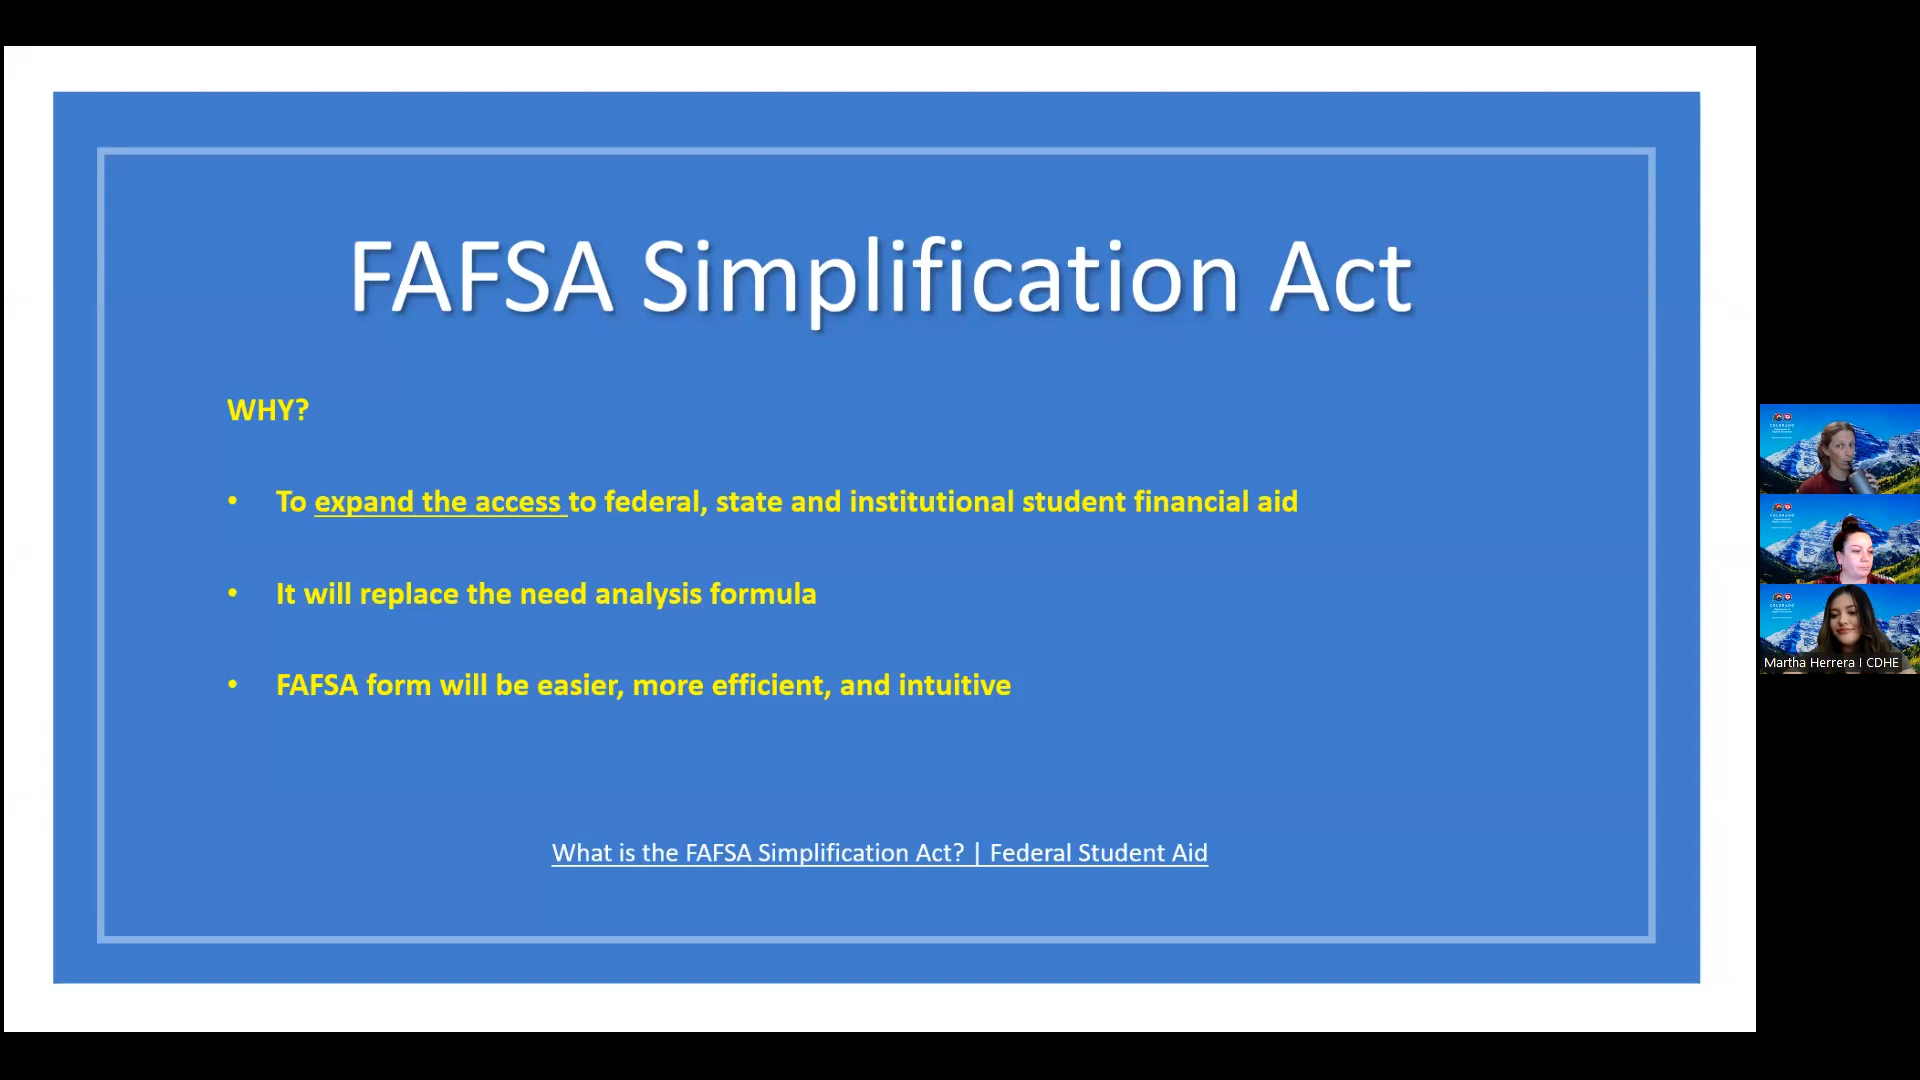 FAFSA Simplification Act
WHY?
• To expand the access to federal, state and institutional student financial aid
• It will replace the need analysis formula
• FAFSA form will be easier, more efficient, and intuitive
What is the FAFSA Simplification Act? | Federal Student Aid
COLORADO
COLORADO
Martha Herrera I CDHE